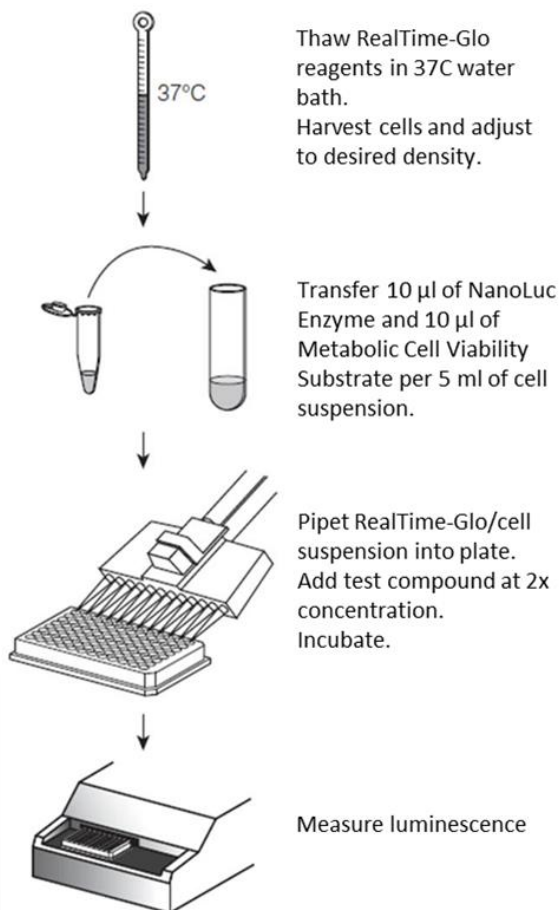 37°C
Thaw RealTime-Glo
reagents in 37C water
bath.
Harvest cells and adjust
to desired density.
Transfer 10 µl of NanoLuc
Enzyme and 10 µl of
Metabolic Cell Viability
Substrate per 5 ml of cell
suspension.
Pipet RealTime-Glo/cell
suspension into plate.
Add test compound at 2x
concentration.
Incubate.
Measure luminescence